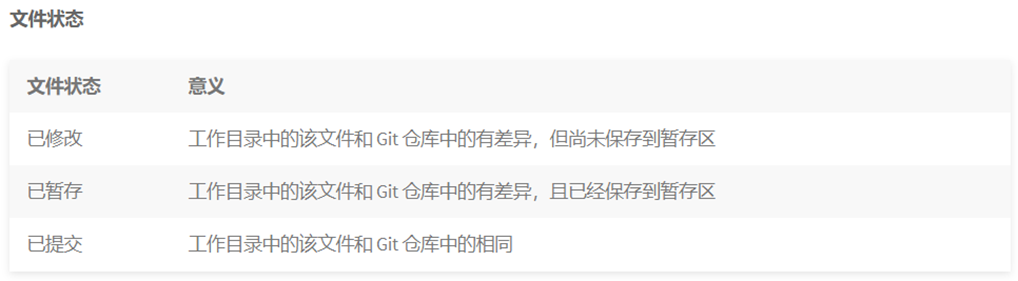 文件状态
文件状态 意义
已修改 工作目录中的该文件和 Git 仓库中的有差异，但尚未保存到暂存区
已暂存 工作目录中的该文件和 Git 仓库中的有差异，且已经保存到暂存区
已提交 工作目录中的该文件和 Git 仓库中的相同